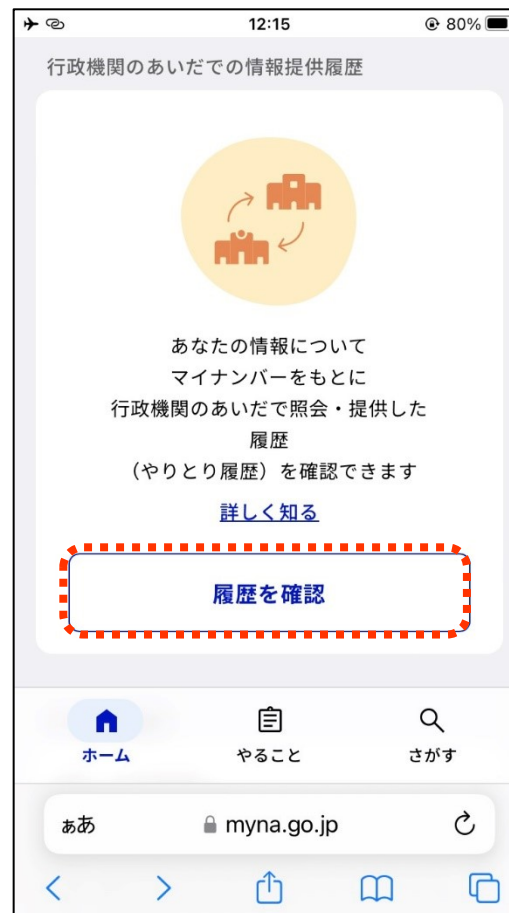 12:15
80%
行政機関のあいだでの情報提供履歴
あなたの情報について
マイナンバーをもとに
行政機関のあいだで照会・提供した
履歴
（やりとり履歴）を確認できます
詳しく知る
履歴を確認
ホーム やること さがす
ぁあ myna.go.jp